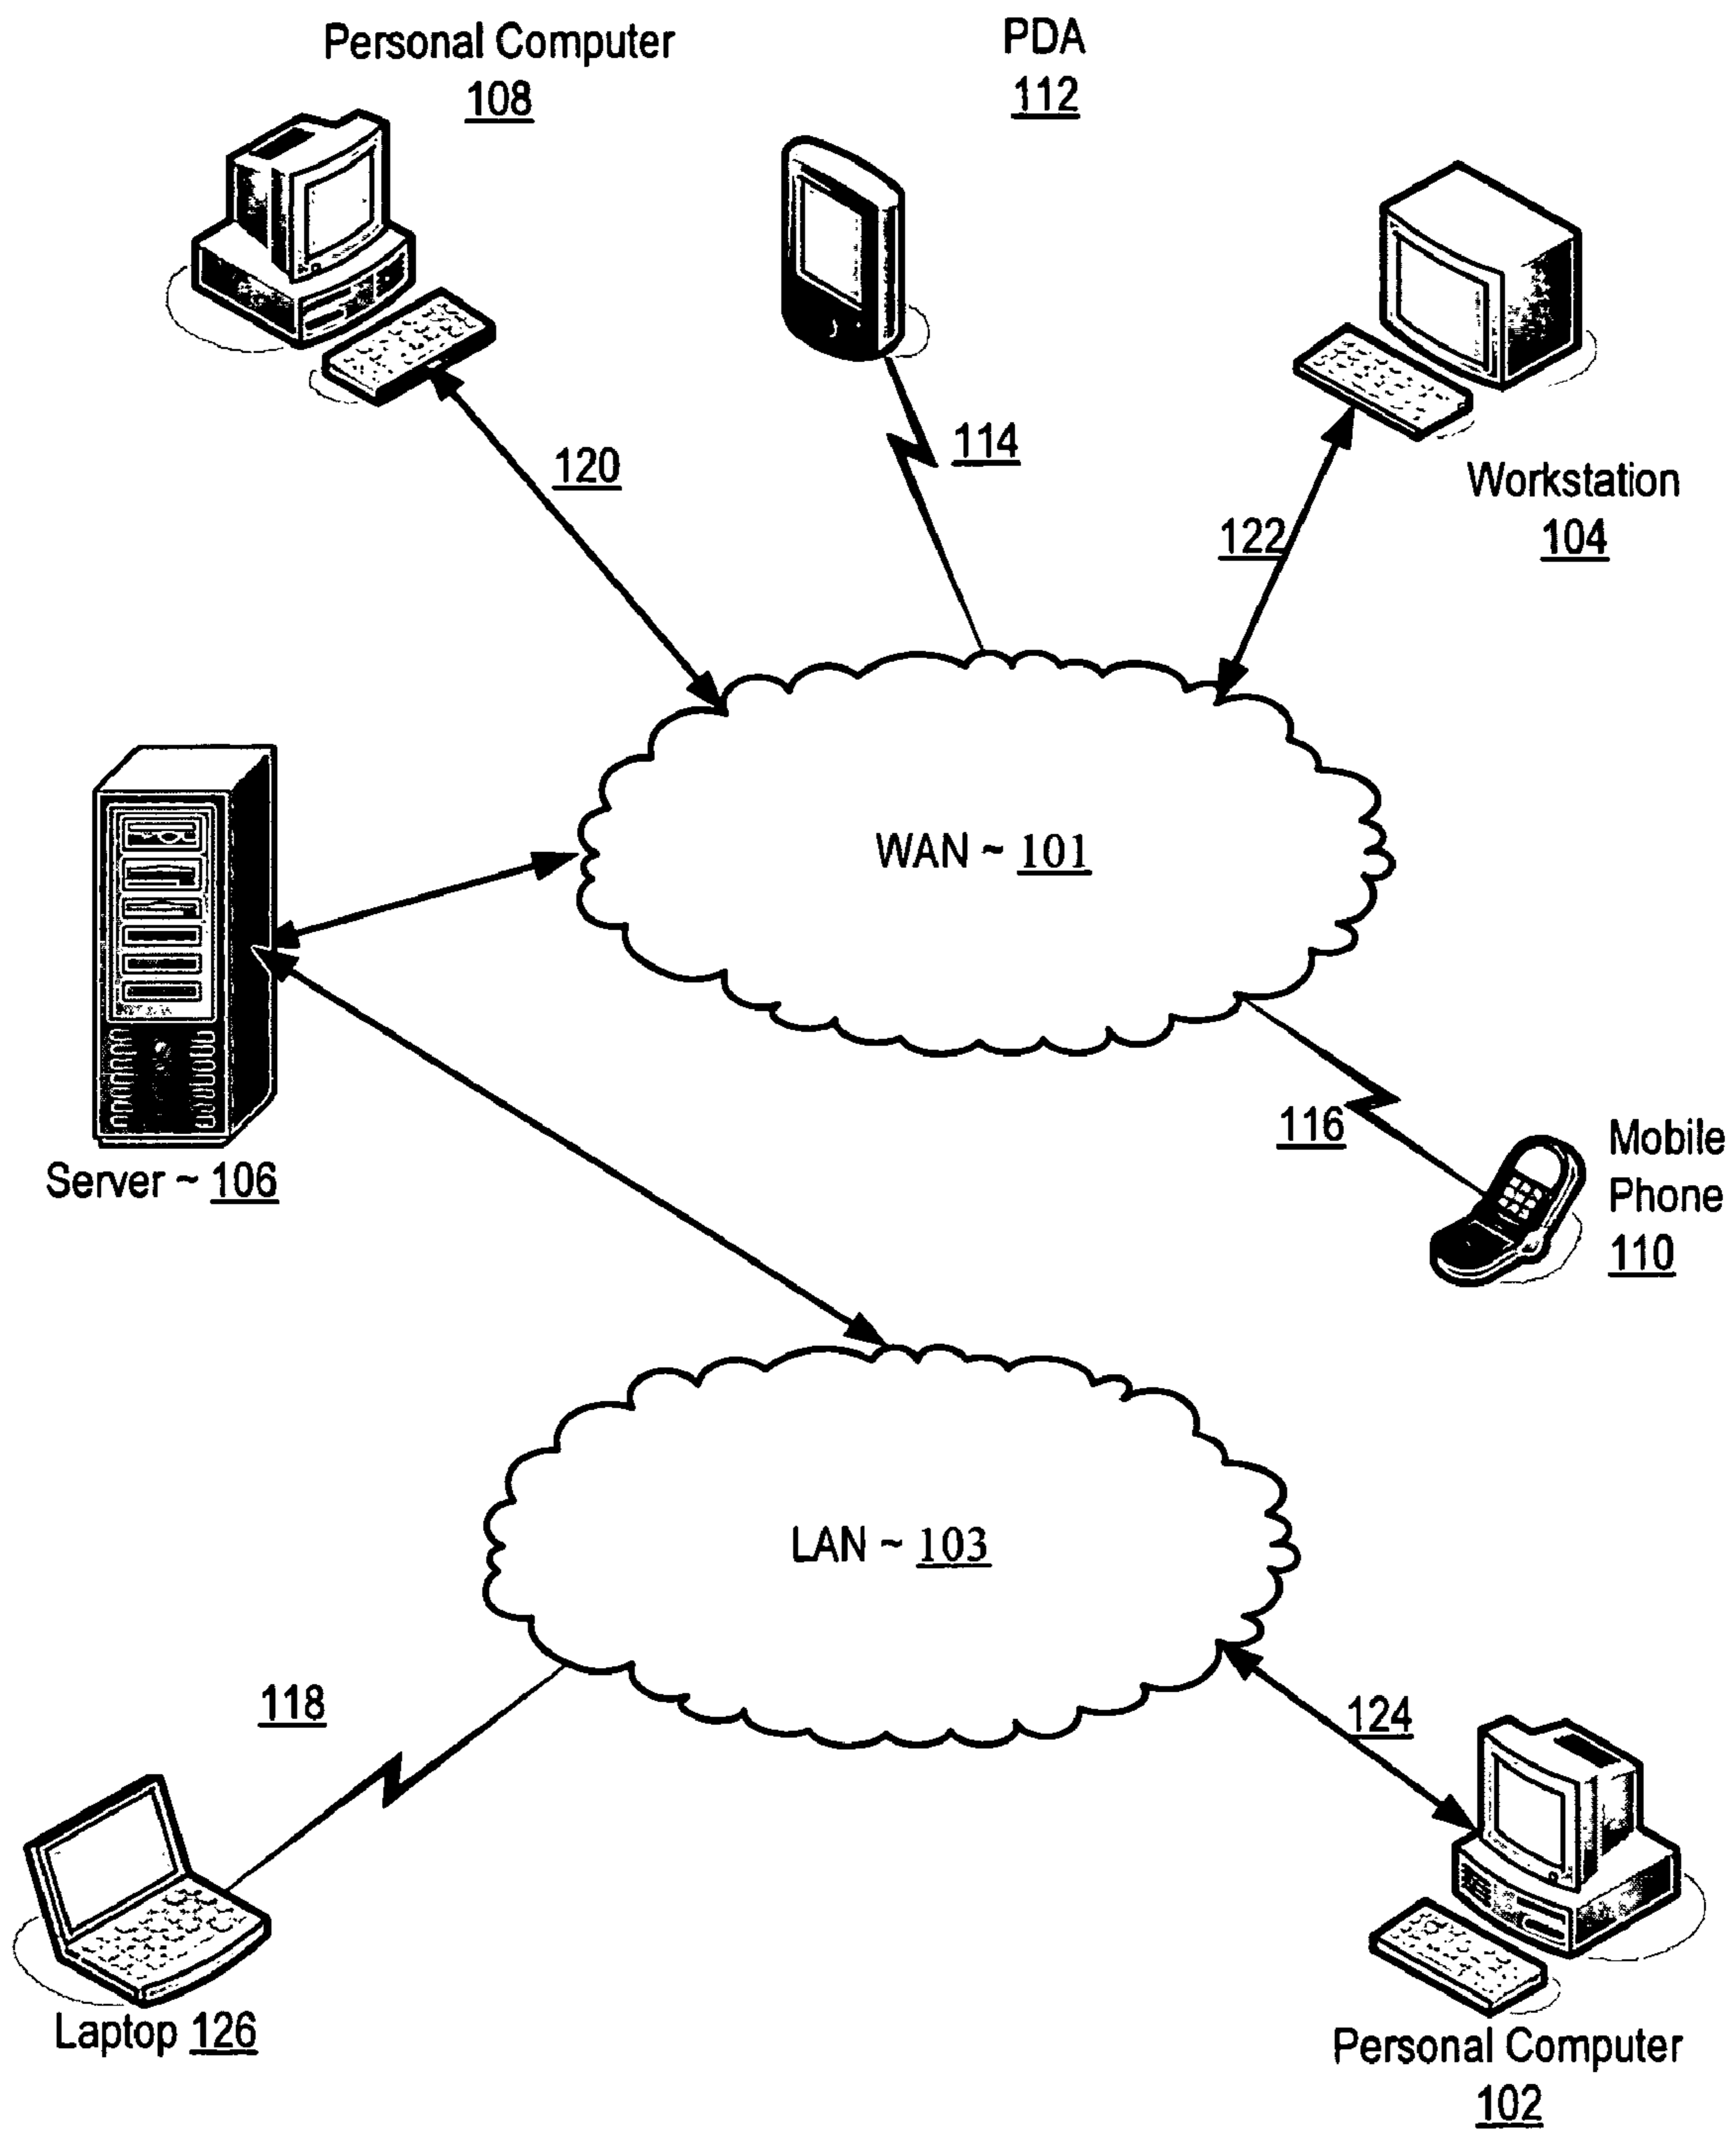 Personal Computer
108
PDA
112
120
114
Workstation
104
122
WAN ~ 101
Server ~ 106
116
Mobile
Phone
110
LAN ~ 103
118
124
Laptop 126
Personal Computer
102